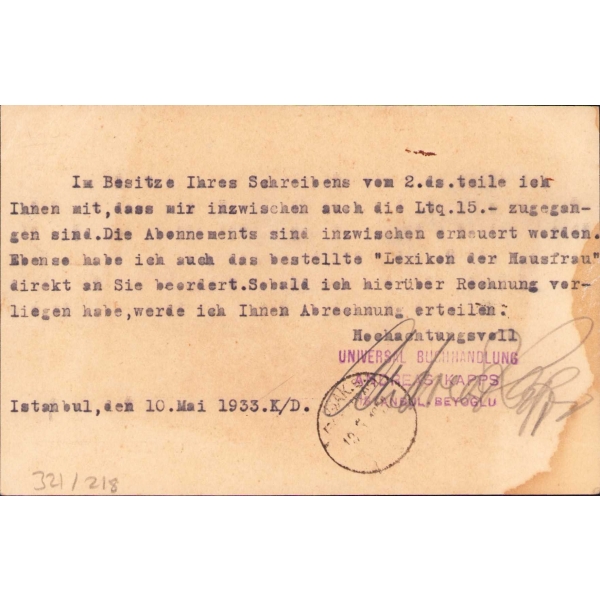 Im Besitze Ihres Schreibens vom 2.ds.teile ich
Ihnen mit,dass mir inzwischen auch die Ltq.15.- zugegan-
gen sind.Die Abonnements sind inzwischen erneuert worden.
Ebenso habe ich auch das bestellte "Lexikon der Hausfrau"
direkt an Sie beordert.Sobald ich hierüber Rechnung vor-
liegen habe,werde ich Ihnen Abrechnung erteilen.
Hochachtungsvoll
UNIVERSAL BUCHHANDLUNG
ANDREAS KAPPS
ISTANBUL, BEYOGLU
Istanbul,den 10.Mai 1933.K/D.
321/218